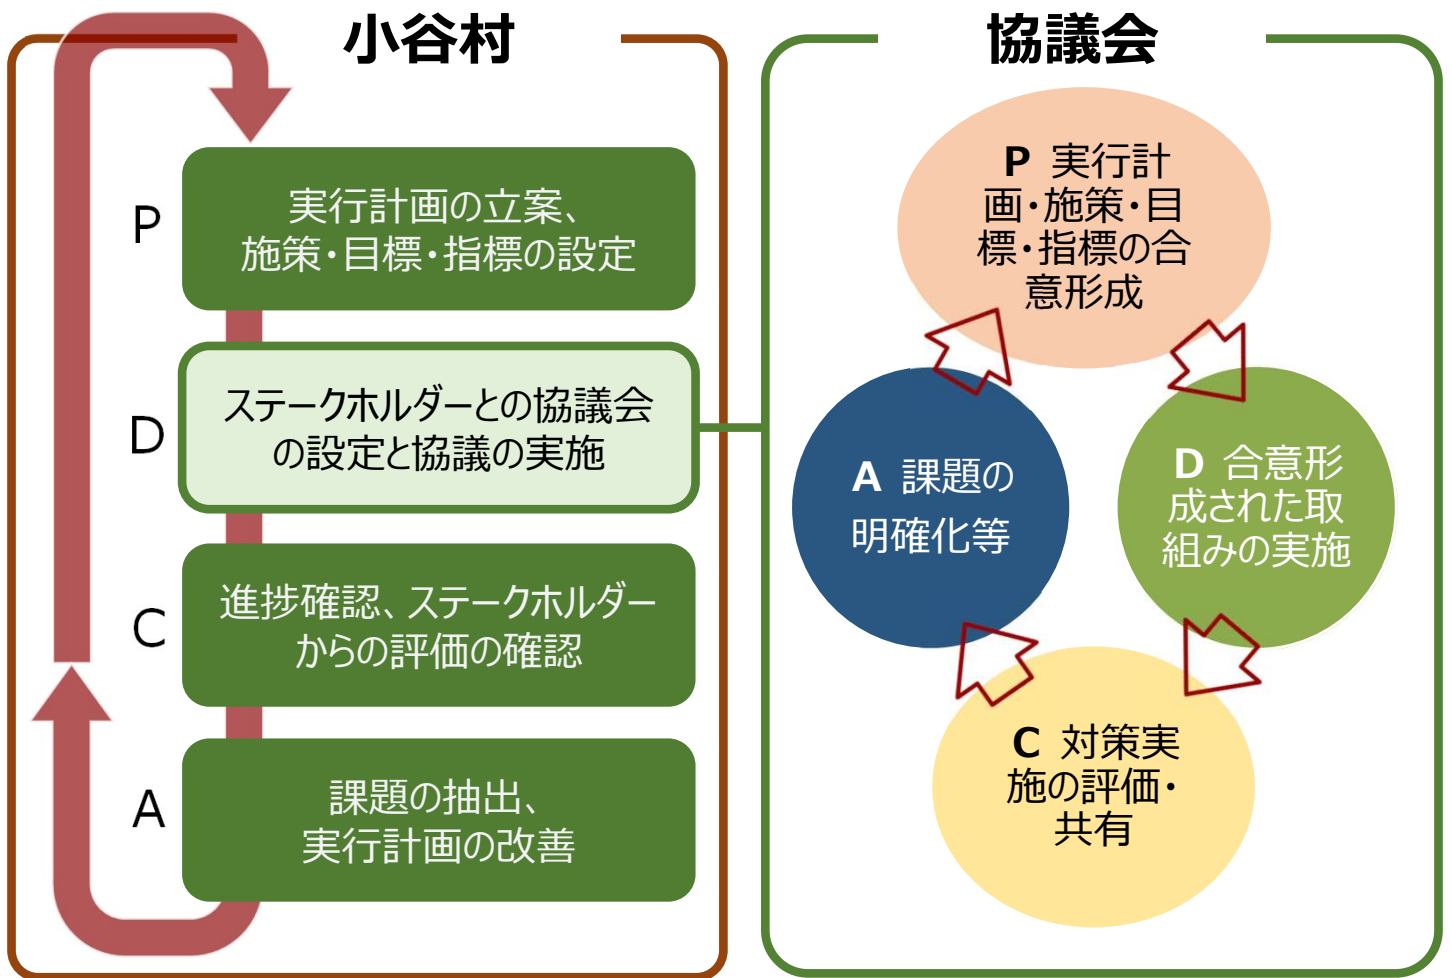 小谷村
P
実行計画の立案、
施策・目標・指標の設定
D
ステークホルダーとの協議会
の設定と協議の実施
C
進捗確認、ステークホルダー
からの評価の確認
A
課題の抽出、
実行計画の改善
協議会
P 実行計
画・施策・目
標・指標の合
意形成
D 合意形
成された取
組みの実施
C 対策実
施の評価・
共有
A 課題の
明確化等